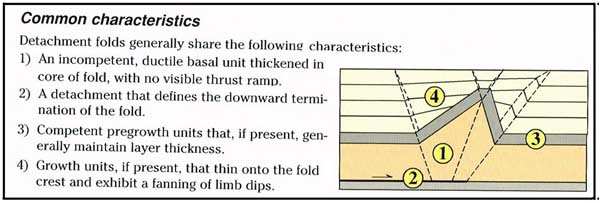 Common characteristics
Detachment folds generally share the following characteristics:
1) An incompetent, ductile basal unit thickened in
core of fold, with no visible thrust ramp.
2) A detachment that defines the downward termi-
nation of the fold.
3) Competent pregrowth units that, if present, gen-
erally maintain layer thickness.
4) Growth units, if present, that thin onto the fold
crest and exhibit a fanning of limb dips.
4
3
1
2